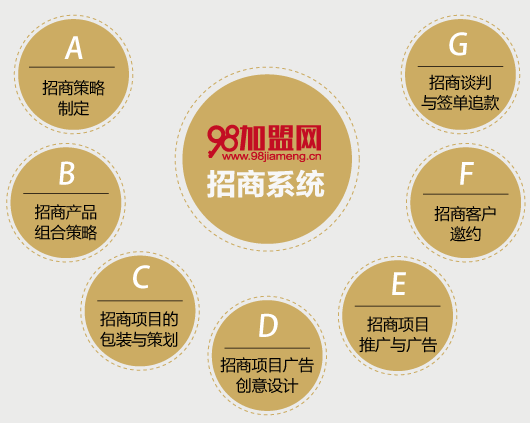 A
招商策略
制定
B
招商产品
组合策略
C
招商项目的
包装与策划
D
招商项目广告
创意设计
E
招商项目
推广与广告
F
招商客户
邀约
G
招商谈判
与签单追款
98加盟网
www.98jiameng.cn
招商系统